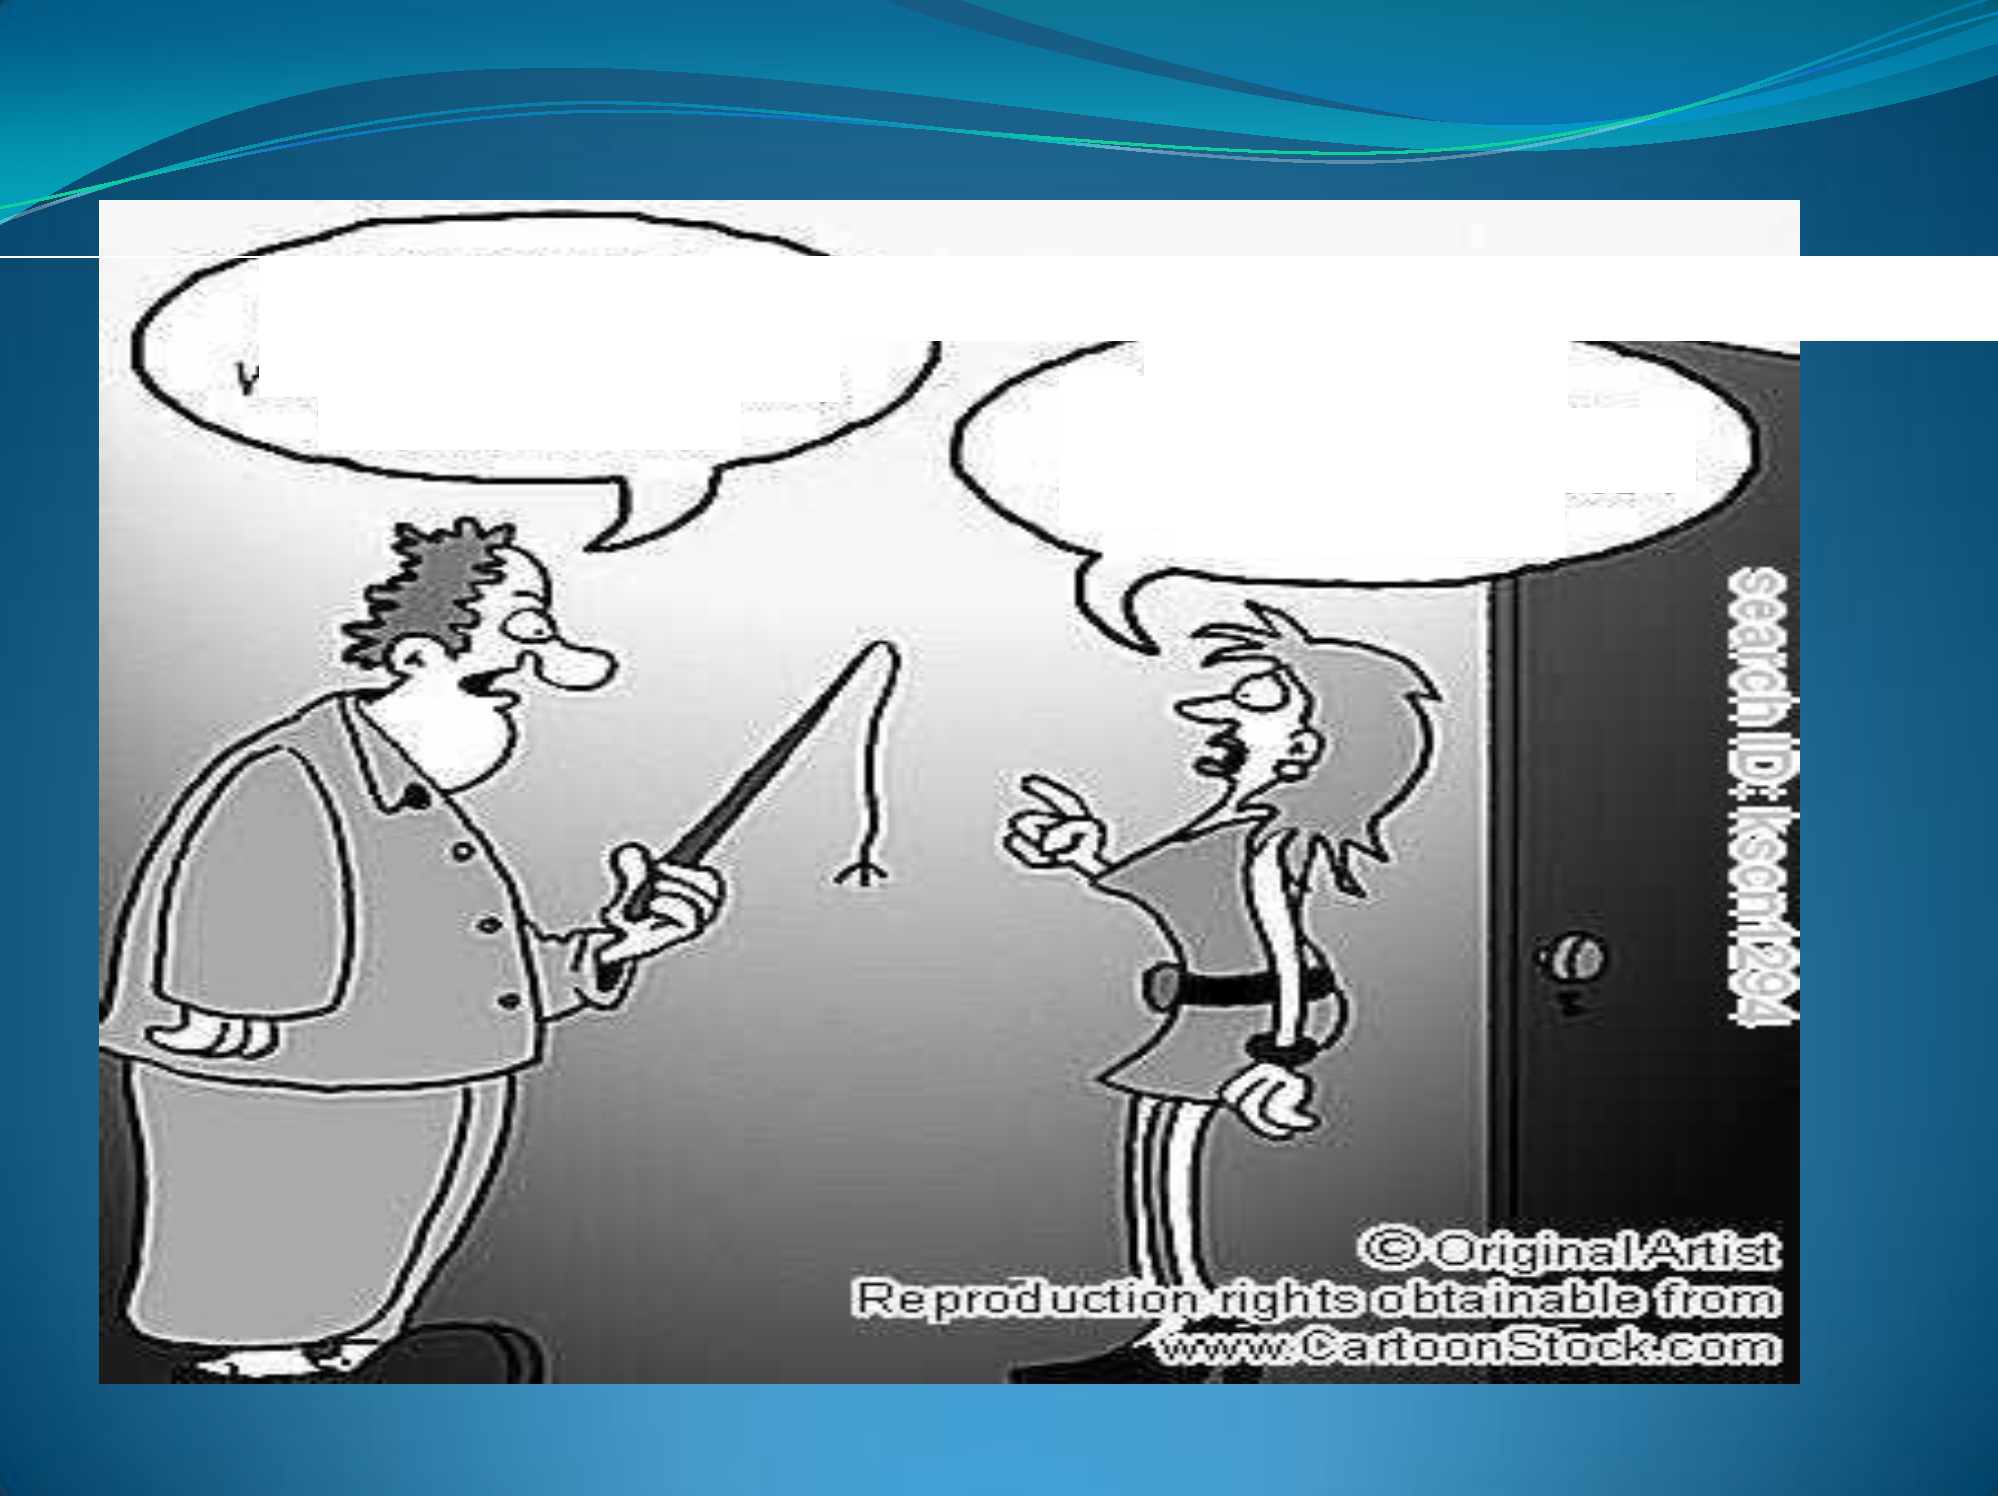 search ID: kscn1294
© Original Artist
Reproduction rights obtainable from
www.CartoonStock.com